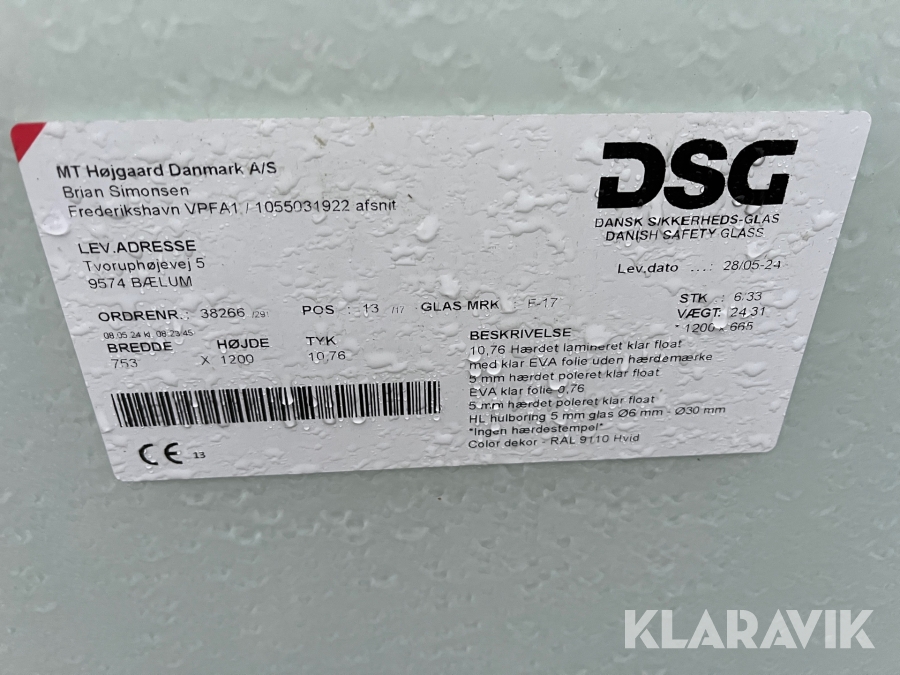 MT Højgaard Danmark A/S
Brian Simonsen
Frederikshavn VPFA1 / 1055031922 afsnit
DSG
DANSK SIKKERHEDS-GLAS
DANISH SAFETY GLASS
LEV.ADRESSE
Tvoruphøjevej 5
9574 BÆLUM
Lev.dato ...: 28/05-24
ORDRENR.: 38266 /291
POS : 13 /17
GLAS MRK : F-17
STK : 6/33
VÆGT: 24,31
* 1200 x 665
08.05.24 kl. 08:23:45
BREDDE HØJDE TYK
753 X 1200 10,76
BESKRIVELSE
10,76 Hærdet lamineret klar float
med klar EVA folie uden hærdemærke
5 mm hærdet poleret klar float
EVA klar folie 0,76
5 mm hærdet poleret klar float
HL hulboring 5 mm glas Ø6 mm - Ø30 mm
"Ingen hærdestempel"
Color dekor - RAL 9110 Hvid
CE 13
KLARAVIK
KLARAVIK